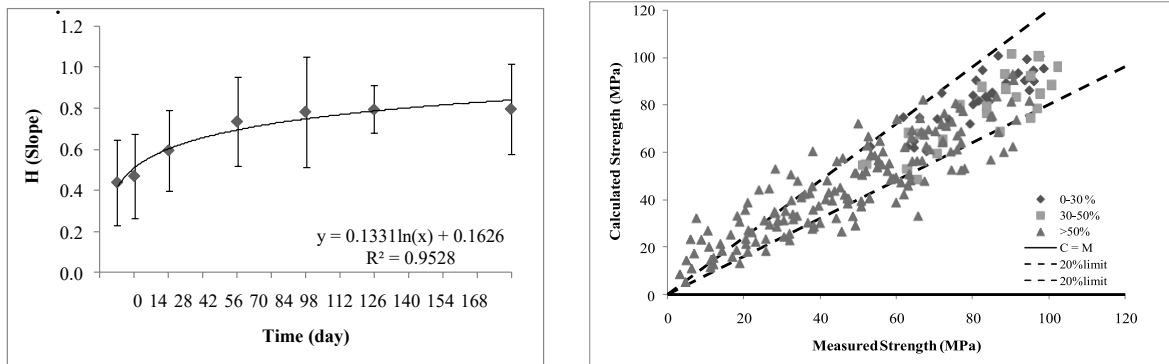 1.2
1.0
0.8
0.6
0.4
0.2
0.0
H (Slope)
y = 0.1331ln(x) + 0.1626
R² = 0.9528
0 14 28 42 56 70 84 98 112 126 140 154 168
Time (day)
120
100
80
60
40
20
0
Calculated Strength (MPa)
0-30%
30-50%
>50%
C = M
20%limit
20%limit
0 20 40 60 80 100 120
Measured Strength (MPa)